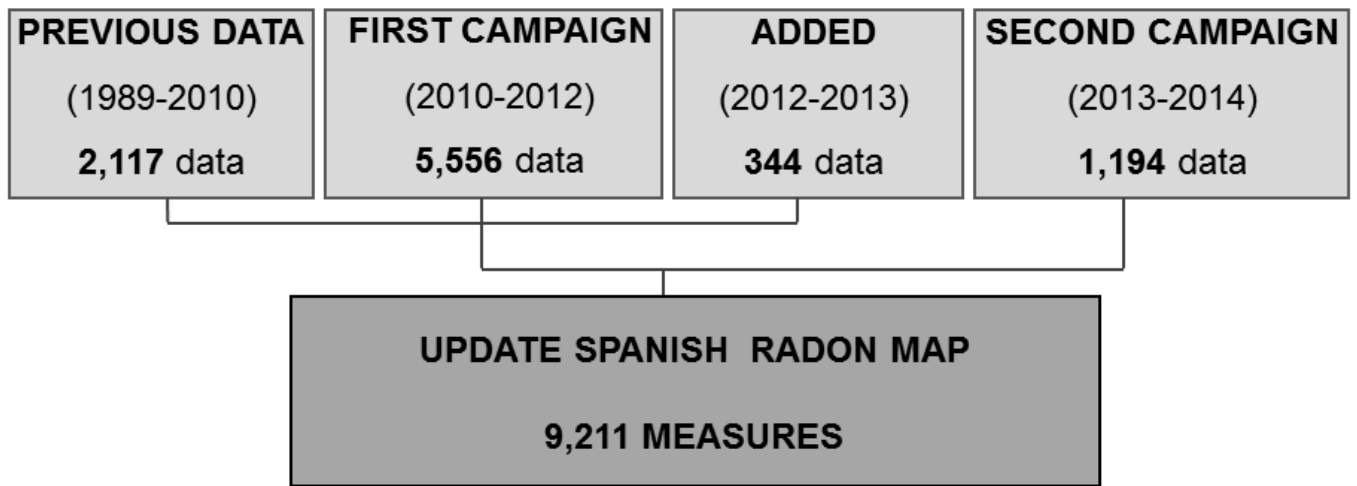 PREVIOUS DATA
(1989-2010)
2,117 data
FIRST CAMPAIGN
(2010-2012)
5,556 data
ADDED
(2012-2013)
344 data
SECOND CAMPAIGN
(2013-2014)
1,194 data
UPDATE SPANISH RADON MAP
9,211 MEASURES